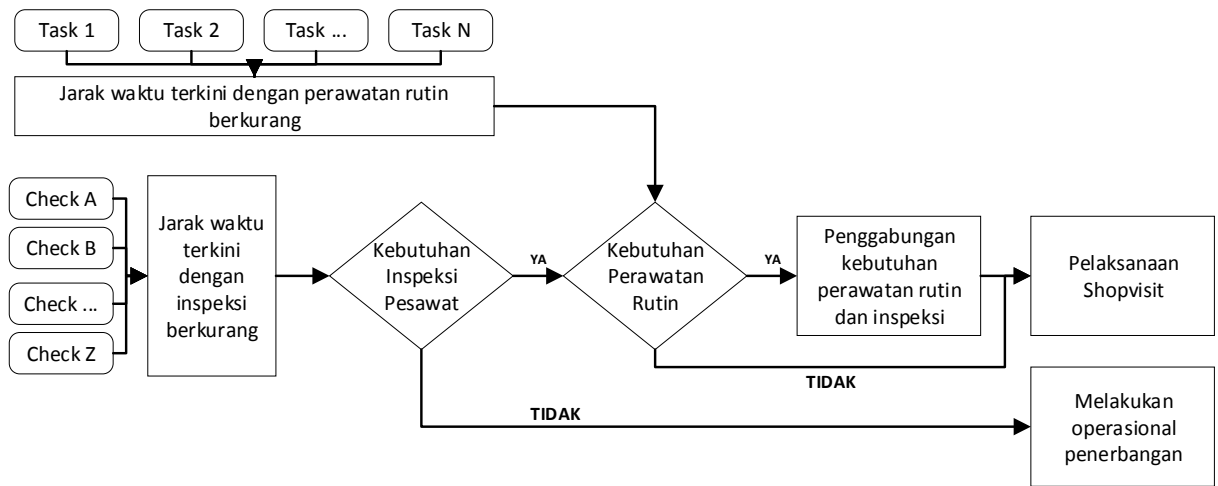 Task 1
Task 2
Task ...
Task N
Jarak waktu terkini dengan perawatan rutin
berkurang
Check A
Check B
Check ...
Check Z
Jarak waktu
terkini
dengan
inspeksi
berkurang
Kebutuhan
Inspeksi
Pesawat
YA
Kebutuhan
Perawatan
Rutin
YA
Penggabungan
kebutuhan
perawatan rutin
dan inspeksi
Pelaksanaan
Shopvisit
TIDAK
TIDAK
Melakukan
operasional
penerbangan